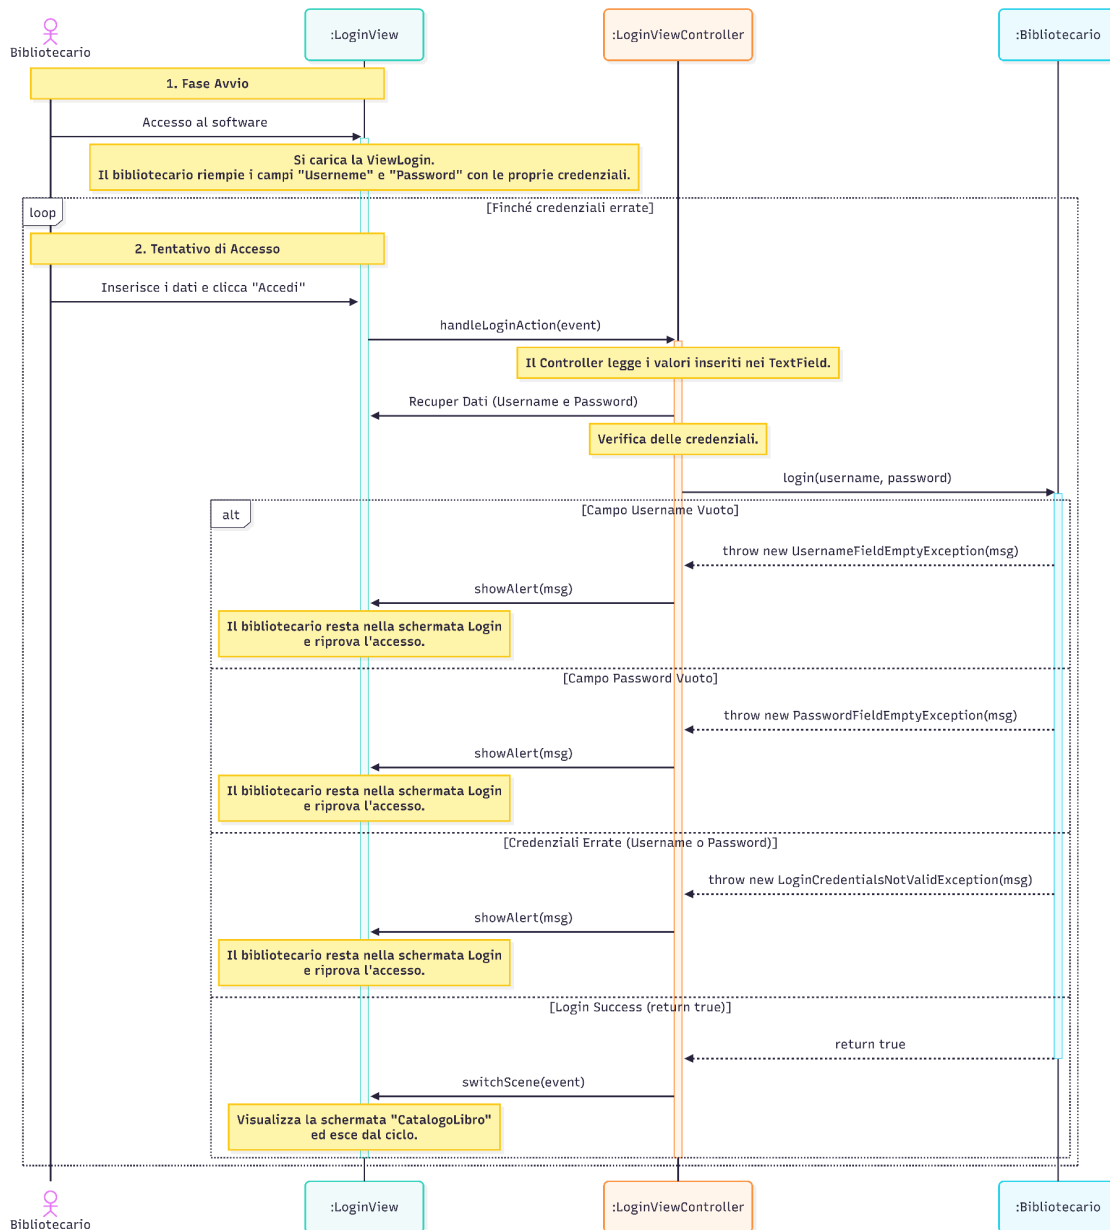 Bibliotecario
:LoginView
:LoginViewController
:Bibliotecario
1. Fase Avvio
Accesso al software
Si carica la ViewLogin.
Il bibliotecario riempie i campi "Userneme" e "Password" con le proprie credenziali.
loop
[Finché credenziali errate]
2. Tentativo di Accesso
Inserisce i dati e clicca "Accedi"
handleLoginAction(event)
Il Controller legge i valori inseriti nei TextField.
Recuper Dati (Username e Password)
Verifica delle credenziali.
login(username, password)
alt
[Campo Username Vuoto]
throw new UsernameFieldEmptyException(msg)
showAlert(msg)
Il bibliotecario resta nella schermata Login
e riprova l'accesso.
[Campo Password Vuoto]
throw new PasswordFieldEmptyException(msg)
showAlert(msg)
Il bibliotecario resta nella schermata Login
e riprova l'accesso.
[Credenziali Errate (Username o Password)]
throw new LoginCredentialsNotValidException(msg)
showAlert(msg)
Il bibliotecario resta nella schermata Login
e riprova l'accesso.
[Login Success (return true)]
return true
switchScene(event)
Visualizza la schermata "CatalogoLibro"
ed esce dal ciclo.
Bibliotecario
:LoginView
:LoginViewController
:Bibliotecario